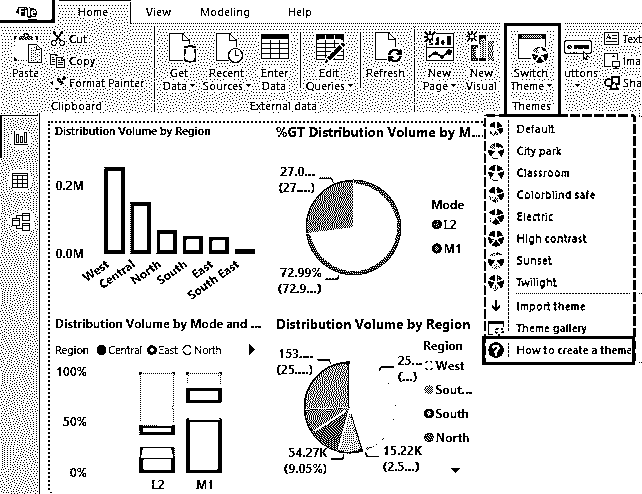 File Home View Modeling Help
Paste
Cut
Copy
Format Painter
Clipboard
Get Data
Recent Sources
Enter Data
External data
Edit Queries
Refresh
New Page
New Visual
Switch Theme
Themes
uttons
Text
Ima
Sha
Default
City park
Classroom
Colorblind safe
Electric
High contrast
Sunset
Twilight
Import theme
Theme gallery
How to create a theme
Distribution Volume by Region
0.2M
0.0M
West Central North South East South East
%GT Distribution Volume by M...
27.0...
(27....)
72.99%
(72.9...)
Mode
L2
M1
Distribution Volume by Mode and ...
Region Central East North
100%
50%
0%
L2 M1
Distribution Volume by Region
153....
(25....)
25...
(...)
54.27K
(9.05%)
15.22K
(2.5...)
Region
West
Sout...
South
North